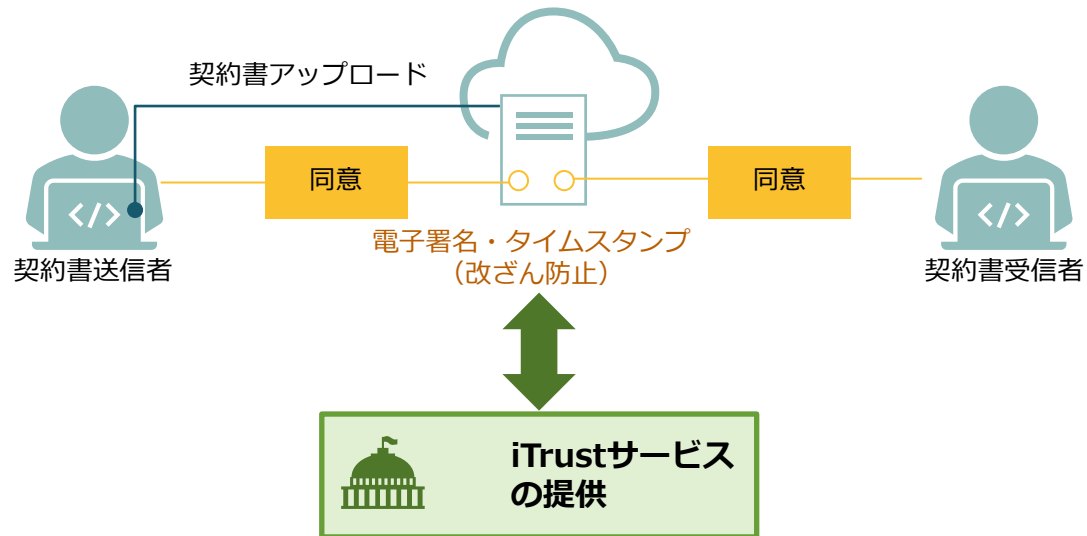 契約書アップロード
同意
同意
電子署名・タイムスタンプ
（改ざん防止）
契約書送信者
契約書受信者
iTrustサービス
の提供